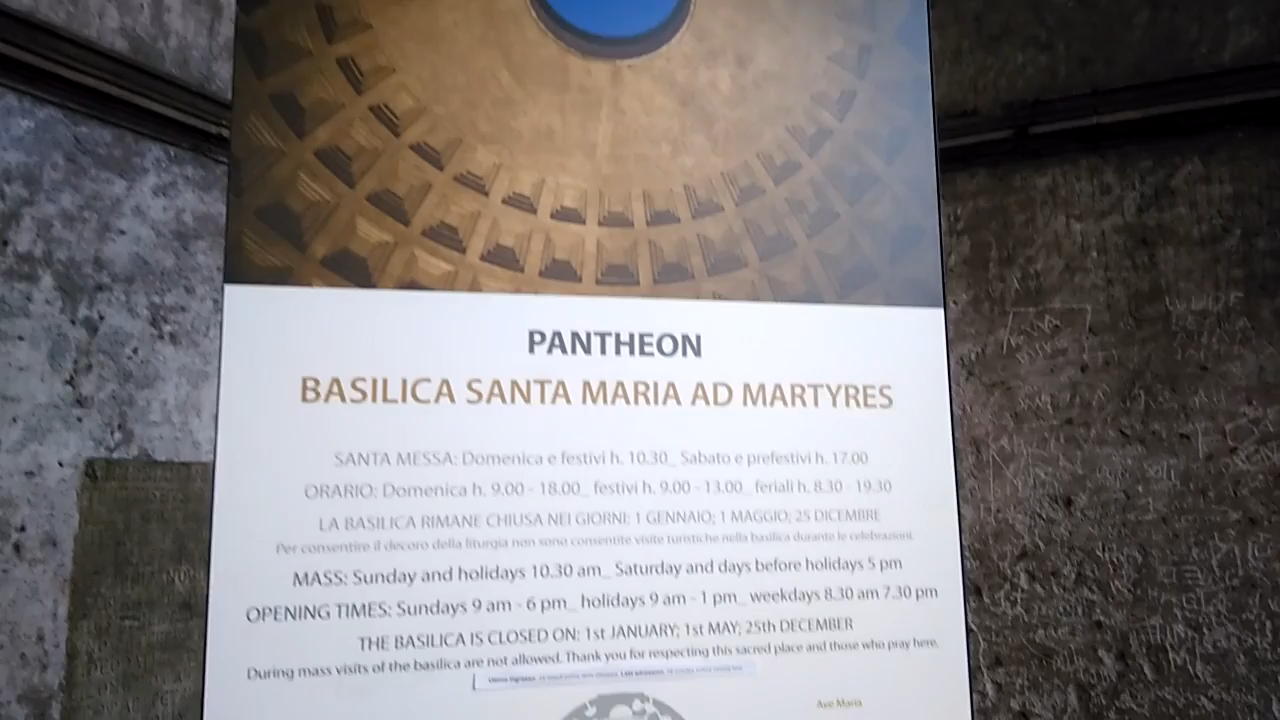 PANTHEON
BASILICA SANTA MARIA AD MARTYRES
SANTA MESSA: Domenica e festivi h. 10.30_ Sabato e prefestivi h. 17.00
ORARIO: Domenica h. 9.00 - 18.00_ festivi h. 9.00 - 13.00_ feriali h. 8.30 - 19.30
LA BASILICA RIMANE CHIUSA NEI GIORNI: 1 GENNAIO; 1 MAGGIO; 25 DICEMBRE
Per consentire il decoro della liturgia non sono consentite visite turistiche nella basilica durante le celebrazioni.
MASS: Sunday and holidays 10.30 am_ Saturday and days before holidays 5 pm
OPENING TIMES: Sundays 9 am - 6 pm_ holidays 9 am - 1 pm_ weekdays 8.30 am 7.30 pm
THE BASILICA IS CLOSED ON: 1st JANUARY; 1st MAY; 25th DECEMBER
During mass visits of the basilica are not allowed. Thank you for respecting this sacred place and those who pray here.
Ave Maria